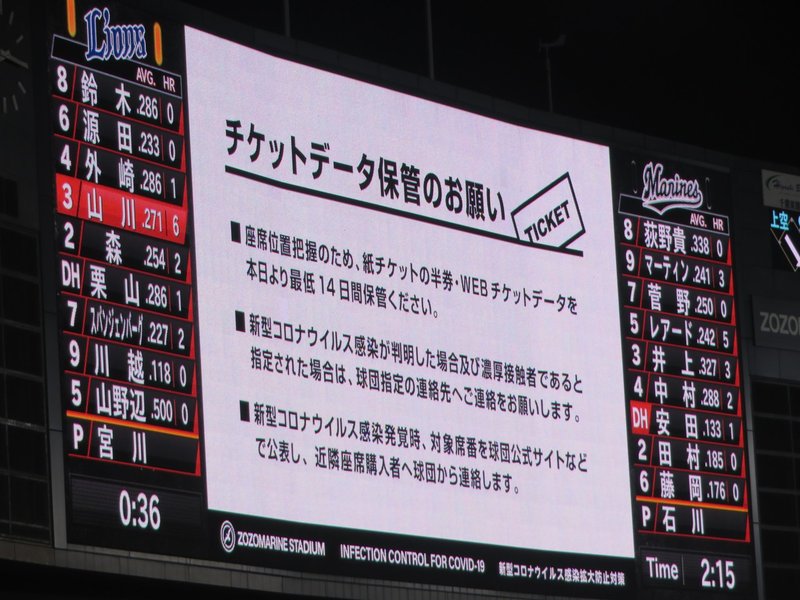 Lions
AVG. HR
8 鈴木 .286 0
6 源田 .233 0
4 外崎 .286 1
3 山川 .271 6
2 森 .254 2
DH 栗山 .286 1
7 スパンジェンバーグ .227 2
9 川越 .118 0
5 山野辺 .500 0
P 宮川
0:36
チケットデータ保管のお願い
TICKET
■座席位置把握のため、紙チケットの半券・WEBチケットデータを
本日より最低14日間保管ください。
■新型コロナウイルス感染が判明した場合及び濃厚接触者であると
指定された場合は、球団指定の連絡先へご連絡をお願いします。
■新型コロナウイルス感染発覚時、対象席番を球団公式サイトなど
で公表し、近隣座席購入者へ球団から連絡します。
ZOZOMARINE STADIUM INFECTION CONTROL FOR COVID-19 新型コロナウイルス感染拡大防止対策
Marines
AVG. HR
8 荻野貴 .338 0
9 マーティン .241 3
7 菅野 .250 0
5 レアード .242 5
3 井上 .327 3
4 中村 .288 2
DH 安田 .133 1
2 田村 .185 0
6 藤岡 .176 0
P 石川
Time 2:15
上空
ZOZO